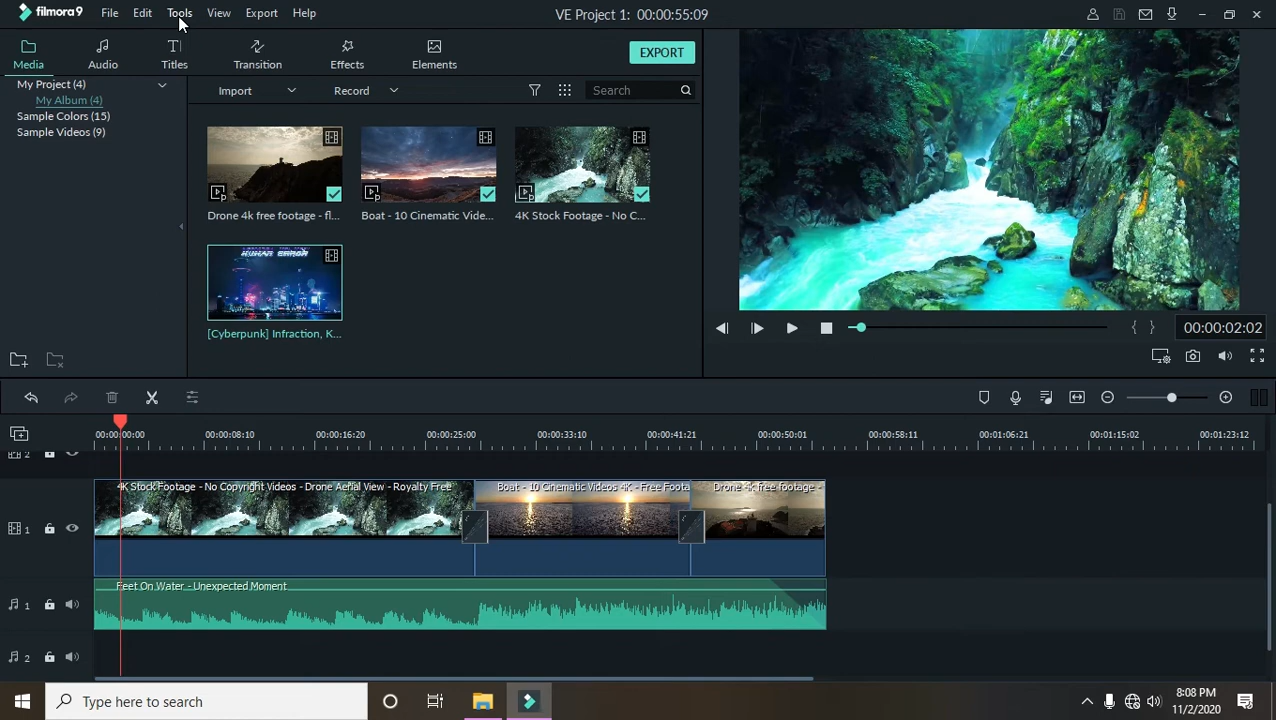 filmora9 File Edit Tools View Export Help VE Project 1: 00:00:55:09
Media Audio Titles Transition Effects Elements EXPORT
My Project (4)
My Album (4)
Sample Colors (15)
Sample Videos (9)
Import Record Search
Drone 4k free footage - fl... Boat - 10 Cinematic Vide... 4K Stock Footage - No C...
HUMAN ERROR
[Cyberpunk] Infraction, K...
00:00:02:02
00:00:00:00 00:00:08:10 00:00:16:20 00:00:25:00 00:00:33:10 00:00:41:21 00:00:50:01 00:00:58:11 00:01:06:21 00:01:15:02 00:01:23:12
2
4K Stock Footage - No Copyright Videos - Drone Aerial View - Royalty Free Boat - 10 Cinematic Videos 4K - Free Foota Drone 4k free footage -
1
Feet On Water - Unexpected Moment
1
2
Type here to search
8:08 PM
11/2/2020